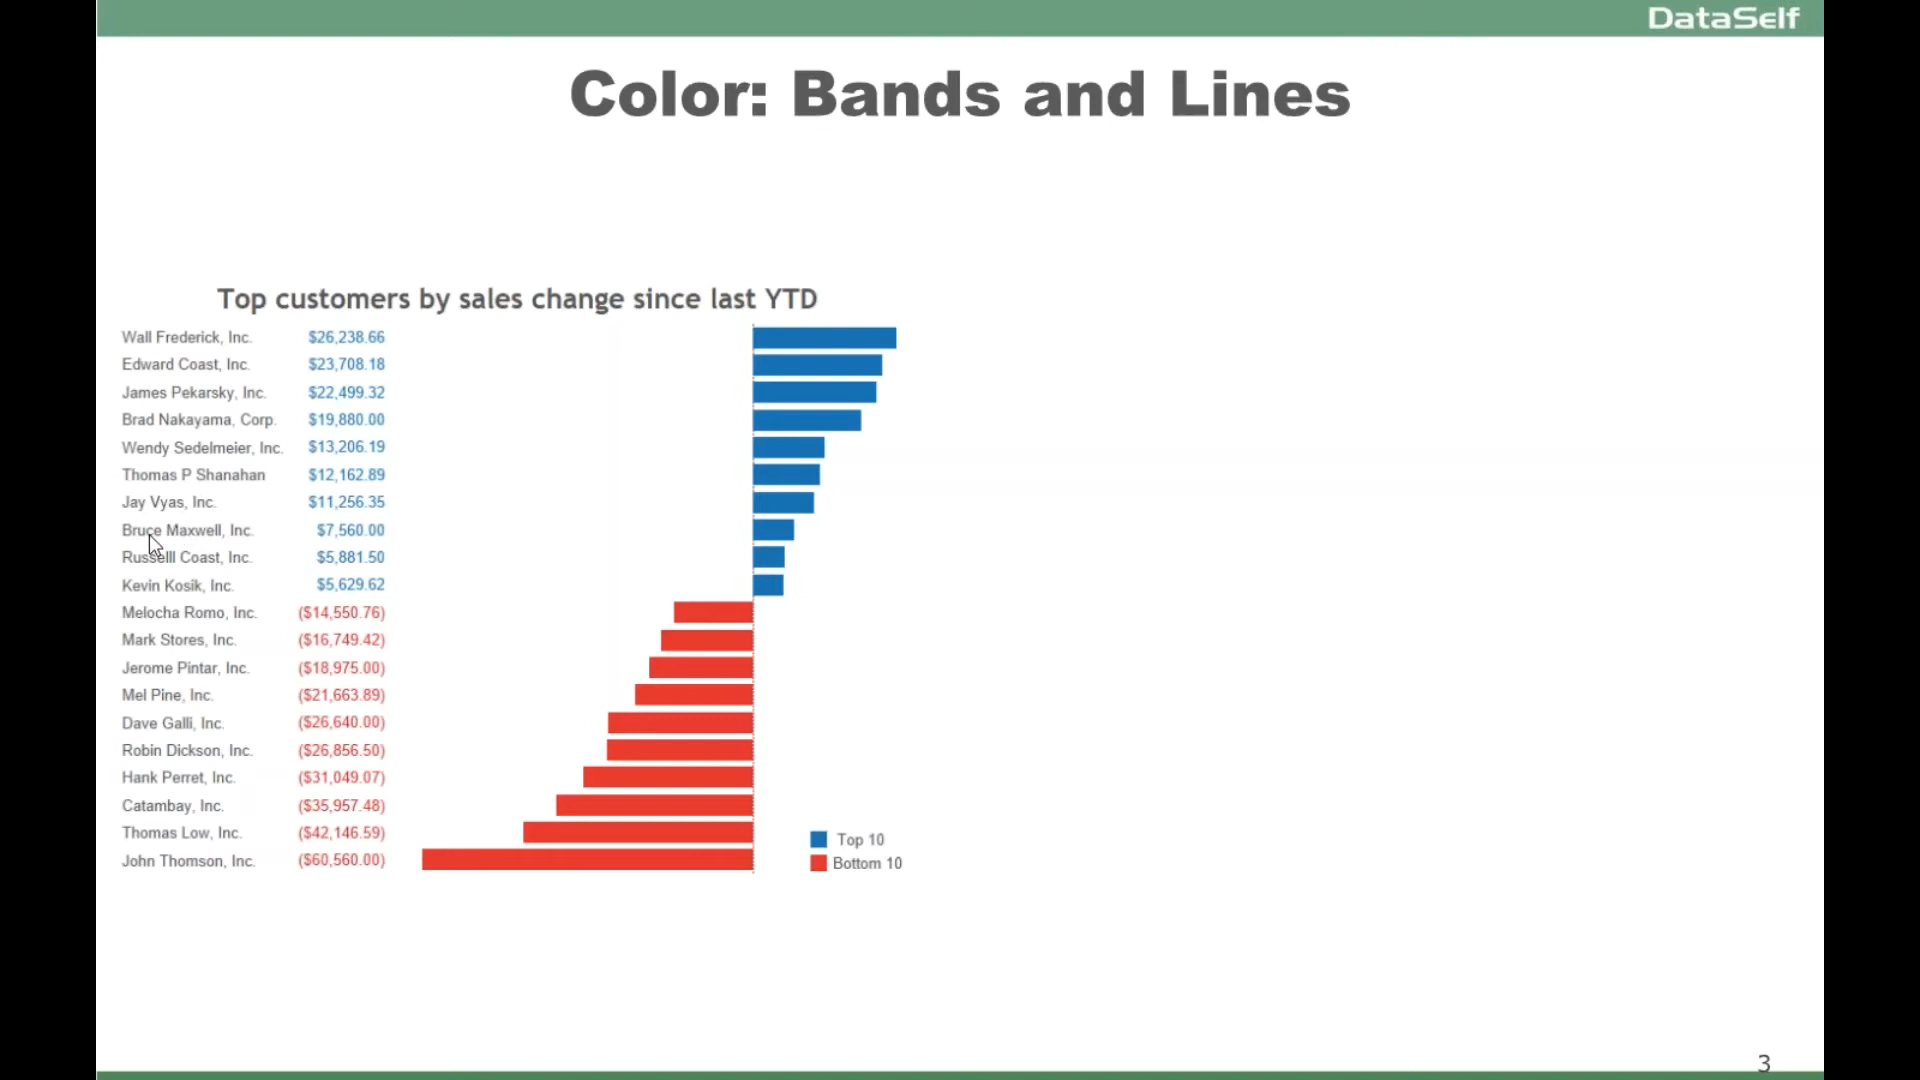 DataSelf
Color: Bands and Lines
Top customers by sales change since last YTD
Wall Frederick, Inc. $26,238.66
Edward Coast, Inc. $23,708.18
James Pekarsky, Inc. $22,499.32
Brad Nakayama, Corp. $19,880.00
Wendy Sedelmeier, Inc. $13,206.19
Thomas P Shanahan $12,162.89
Jay Vyas, Inc. $11,256.35
Bruce Maxwell, Inc. $7,560.00
Russelll Coast, Inc. $5,881.50
Kevin Kosik, Inc. $5,629.62
Melocha Romo, Inc. ($14,550.76)
Mark Stores, Inc. ($16,749.42)
Jerome Pintar, Inc. ($18,975.00)
Mel Pine, Inc. ($21,663.89)
Dave Galli, Inc. ($26,640.00)
Robin Dickson, Inc. ($26,856.50)
Hank Perret, Inc. ($31,049.07)
Catambay, Inc. ($35,957.48)
Thomas Low, Inc. ($42,146.59)
John Thomson, Inc. ($60,560.00)
Top 10
Bottom 10
3